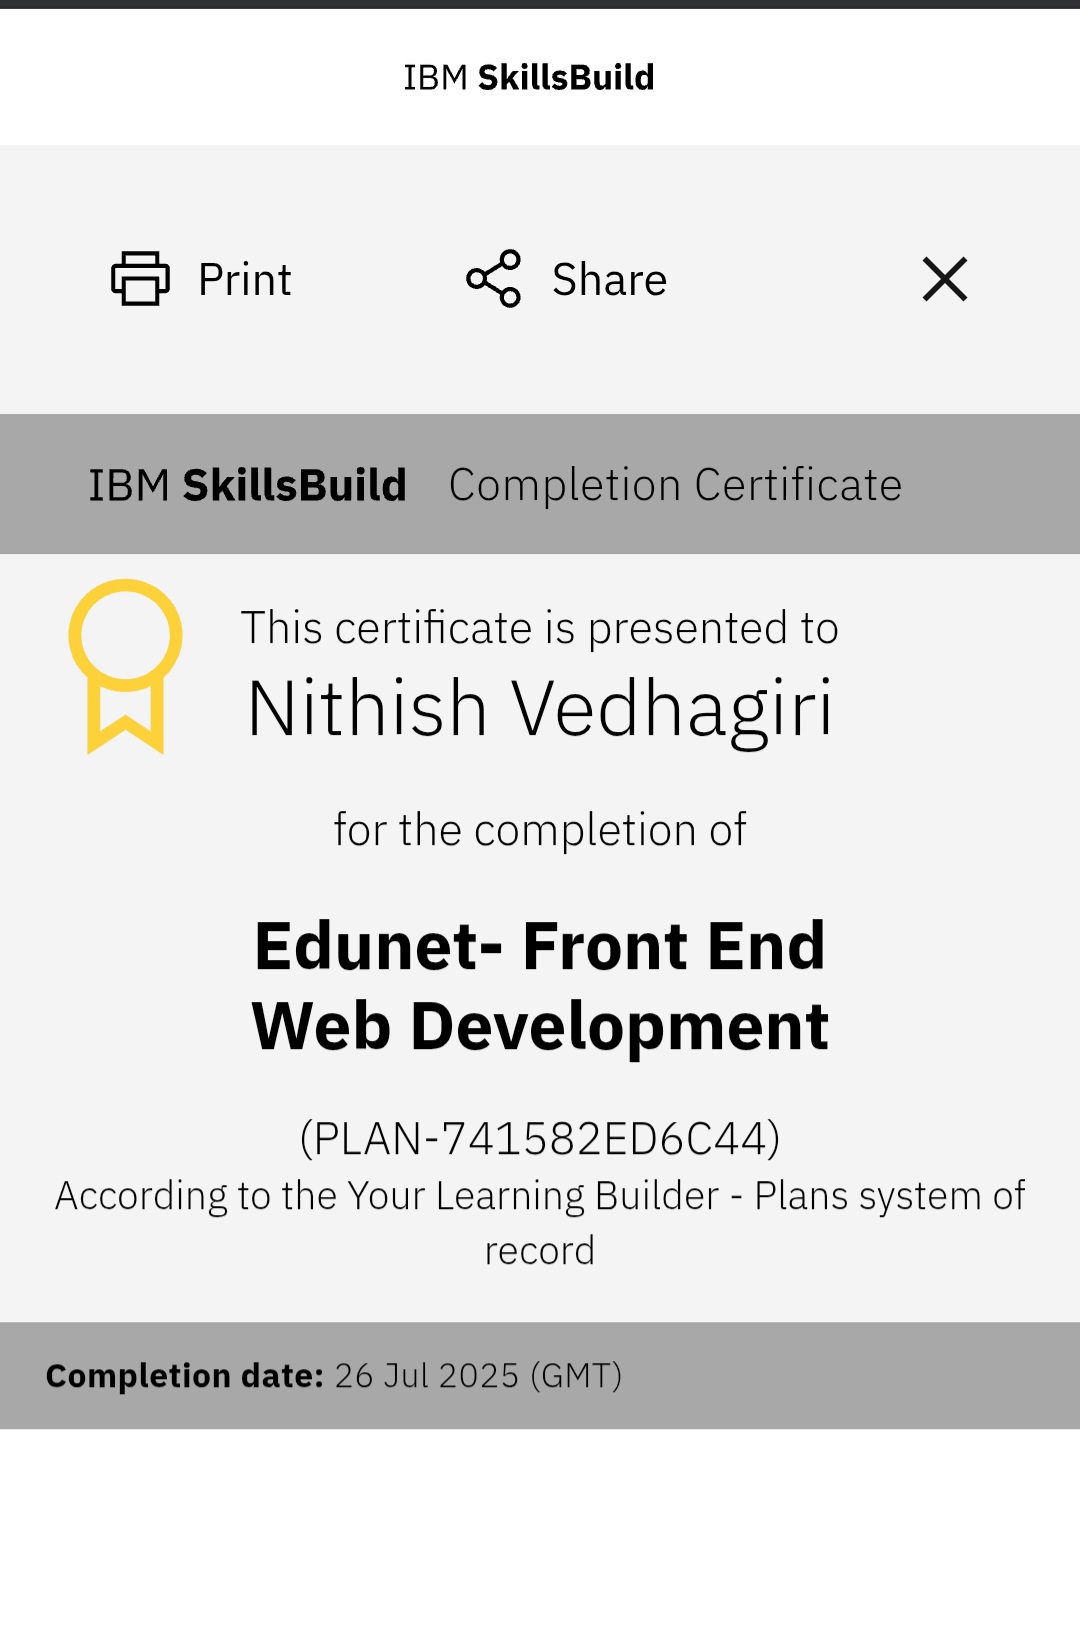 IBM SkillsBuild
Print
Share
IBM SkillsBuild Completion Certificate
This certificate is presented to
Nithish Vedhagiri
for the completion of
Edunet- Front End
Web Development
(PLAN-741582ED6C44)
According to the Your Learning Builder - Plans system of
record
Completion date: 26 Jul 2025 (GMT)